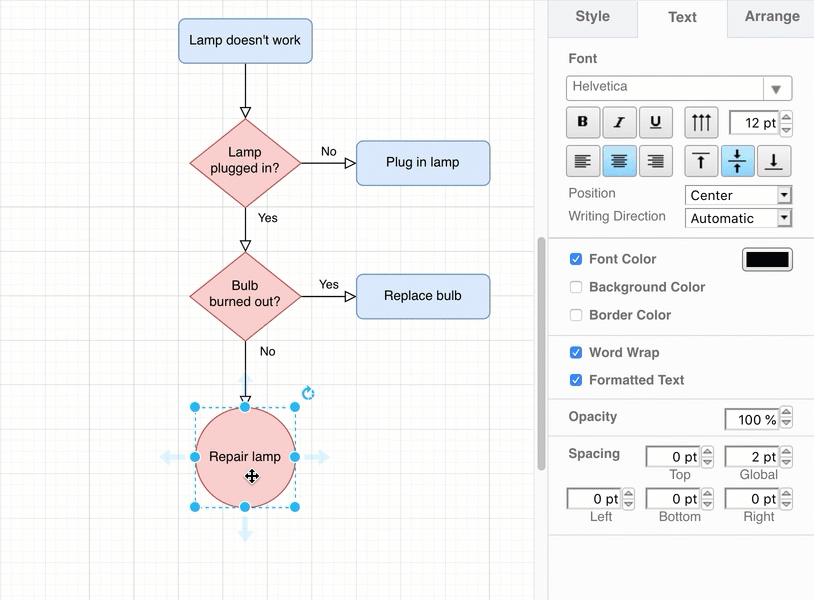 Lamp doesn't work
Lamp
plugged in?
No
Plug in lamp
Yes
Bulb
burned out?
Yes
Replace bulb
No
Repair lamp
Style
Text
Arrange
Font
Helvetica
B
I
U
12 pt
Position
Center
Writing Direction
Automatic
Font Color
Background Color
Border Color
Word Wrap
Formatted Text
Opacity
100 %
Spacing
0 pt
2 pt
Top
Global
0 pt
0 pt
0 pt
Left
Bottom
Right